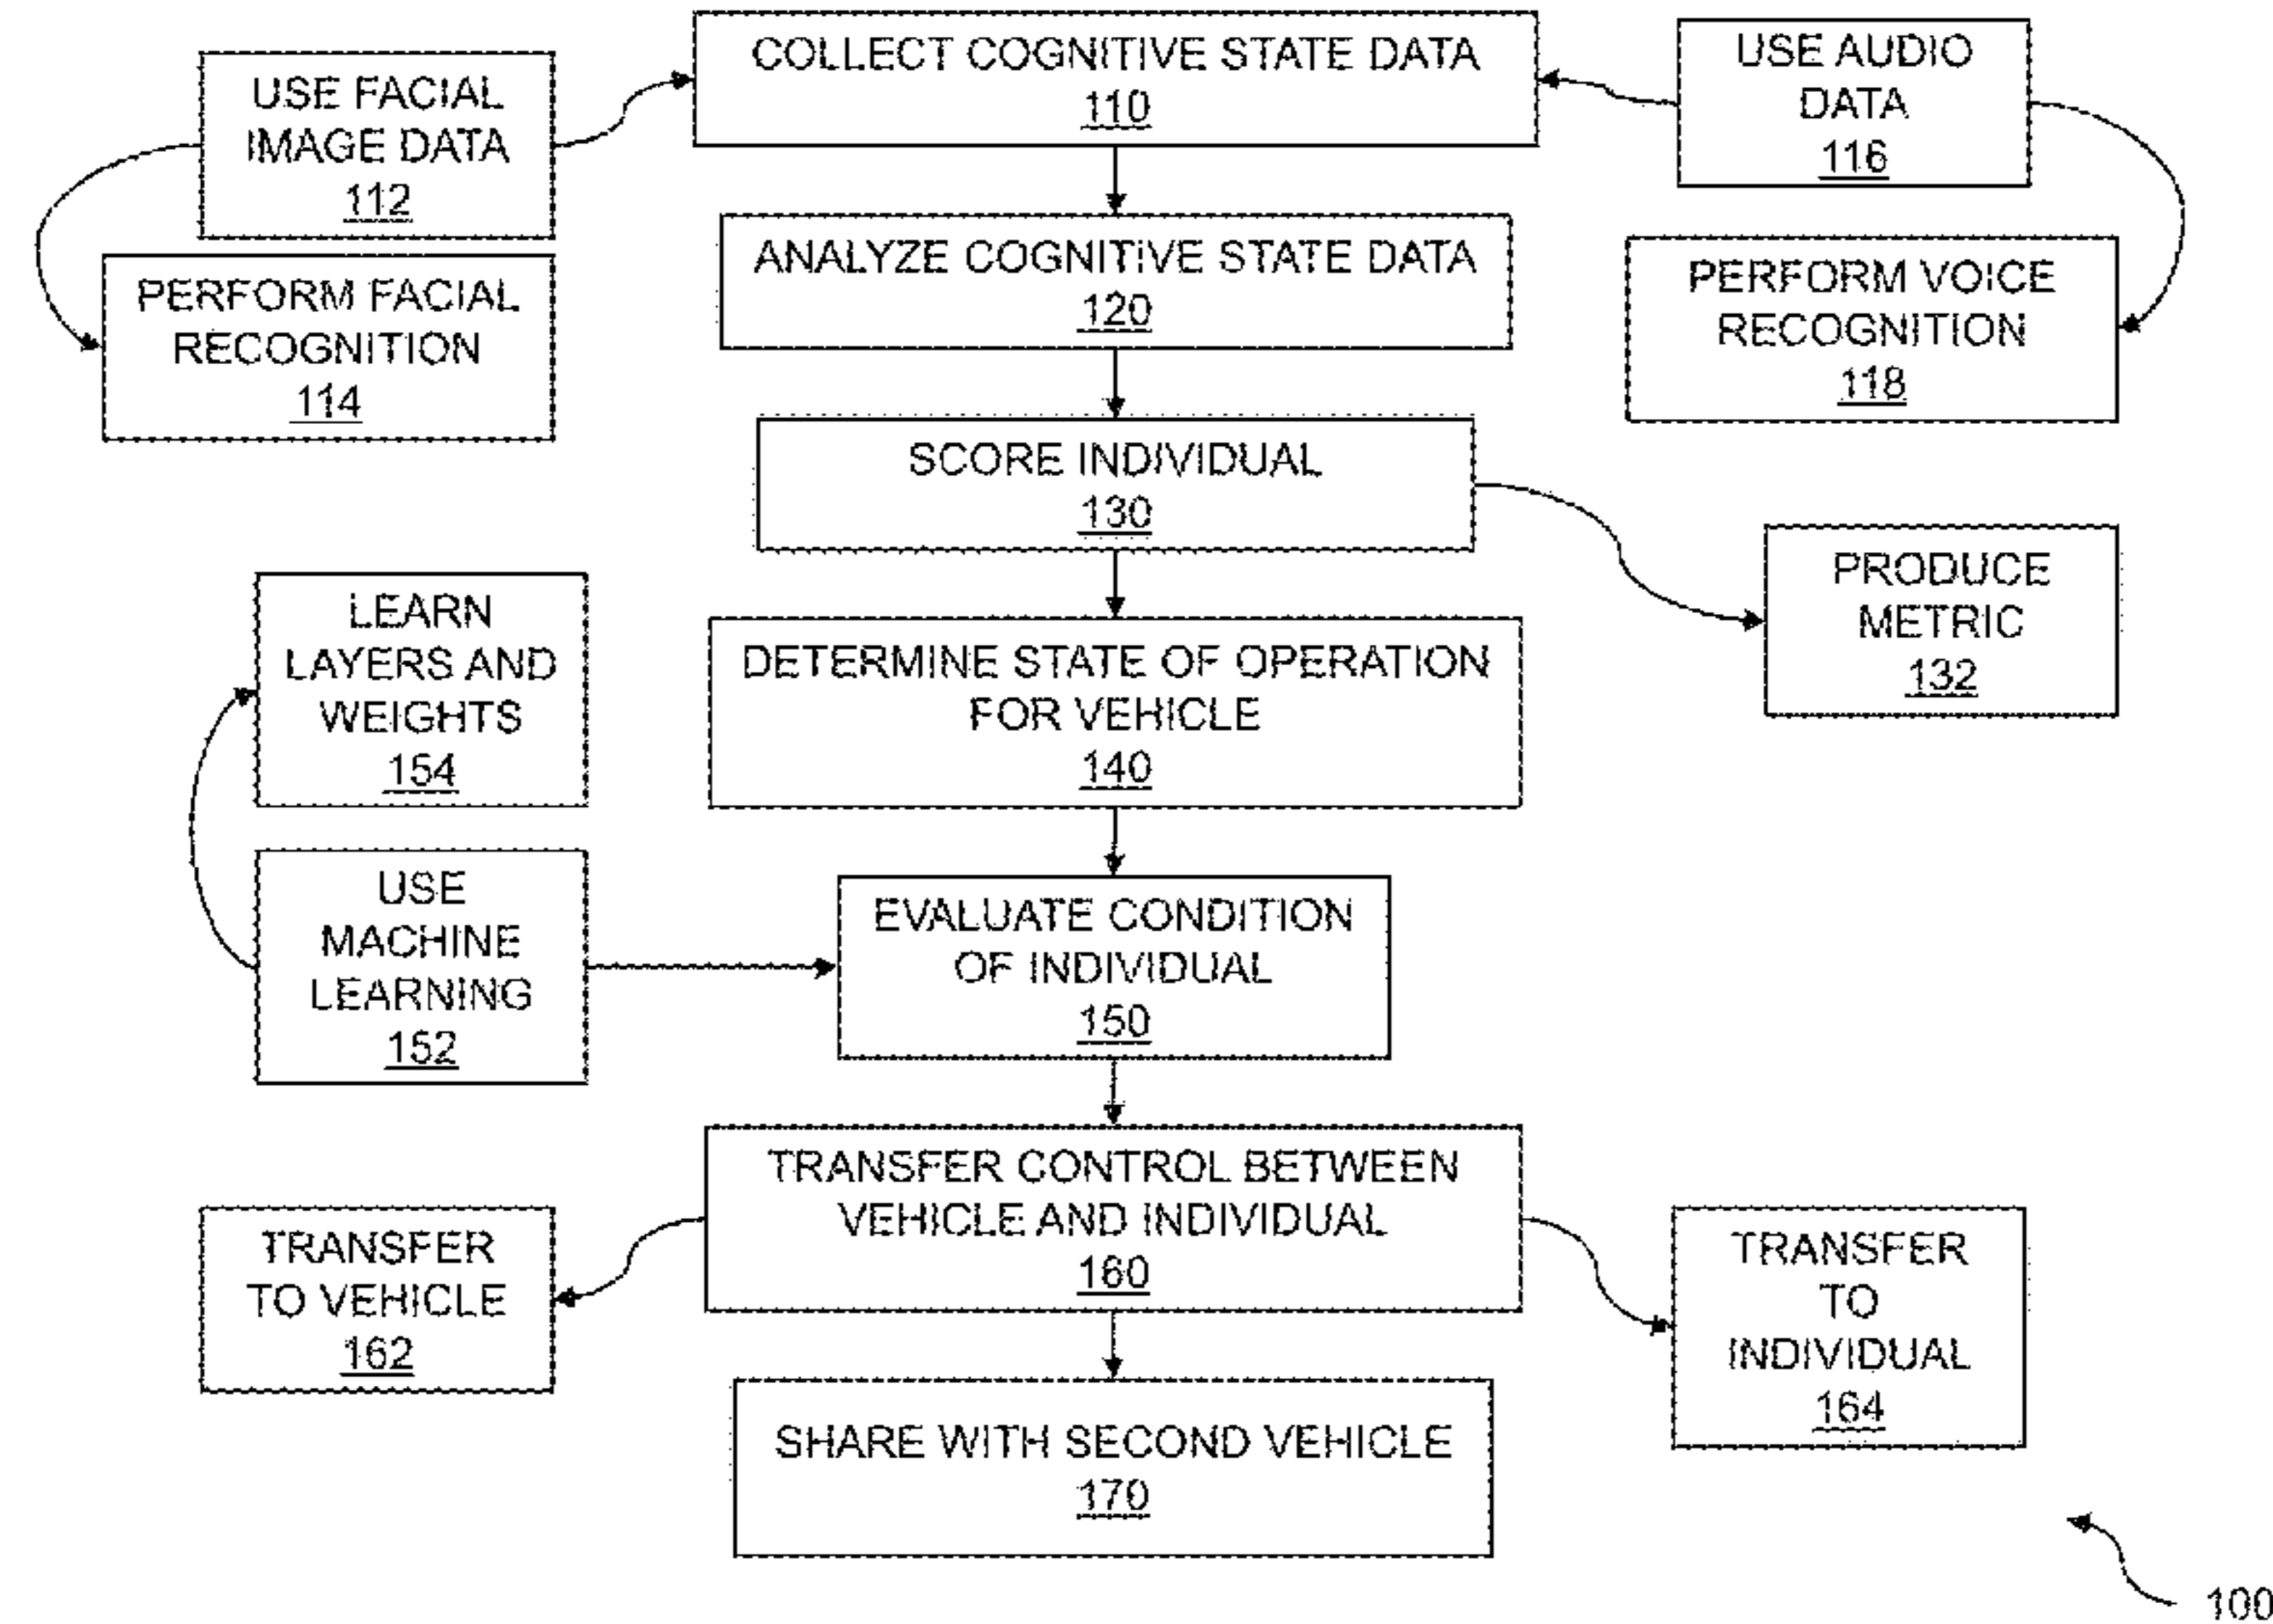 COLLECT COGNITIVE STATE DATA
110
USE FACIAL
IMAGE DATA
112
USE AUDIO
DATA
116
PERFORM FACIAL
RECOGNITION
114
ANALYZE COGNITIVE STATE DATA
120
PERFORM VOICE
RECOGNITION
118
SCORE INDIVIDUAL
130
PRODUCE
METRIC
132
LEARN
LAYERS AND
WEIGHTS
154
DETERMINE STATE OF OPERATION
FOR VEHICLE
140
USE
MACHINE
LEARNING
152
EVALUATE CONDITION
OF INDIVIDUAL
150
TRANSFER CONTROL BETWEEN
VEHICLE AND INDIVIDUAL
160
TRANSFER
TO VEHICLE
162
TRANSFER
TO
INDIVIDUAL
164
SHARE WITH SECOND VEHICLE
170
100